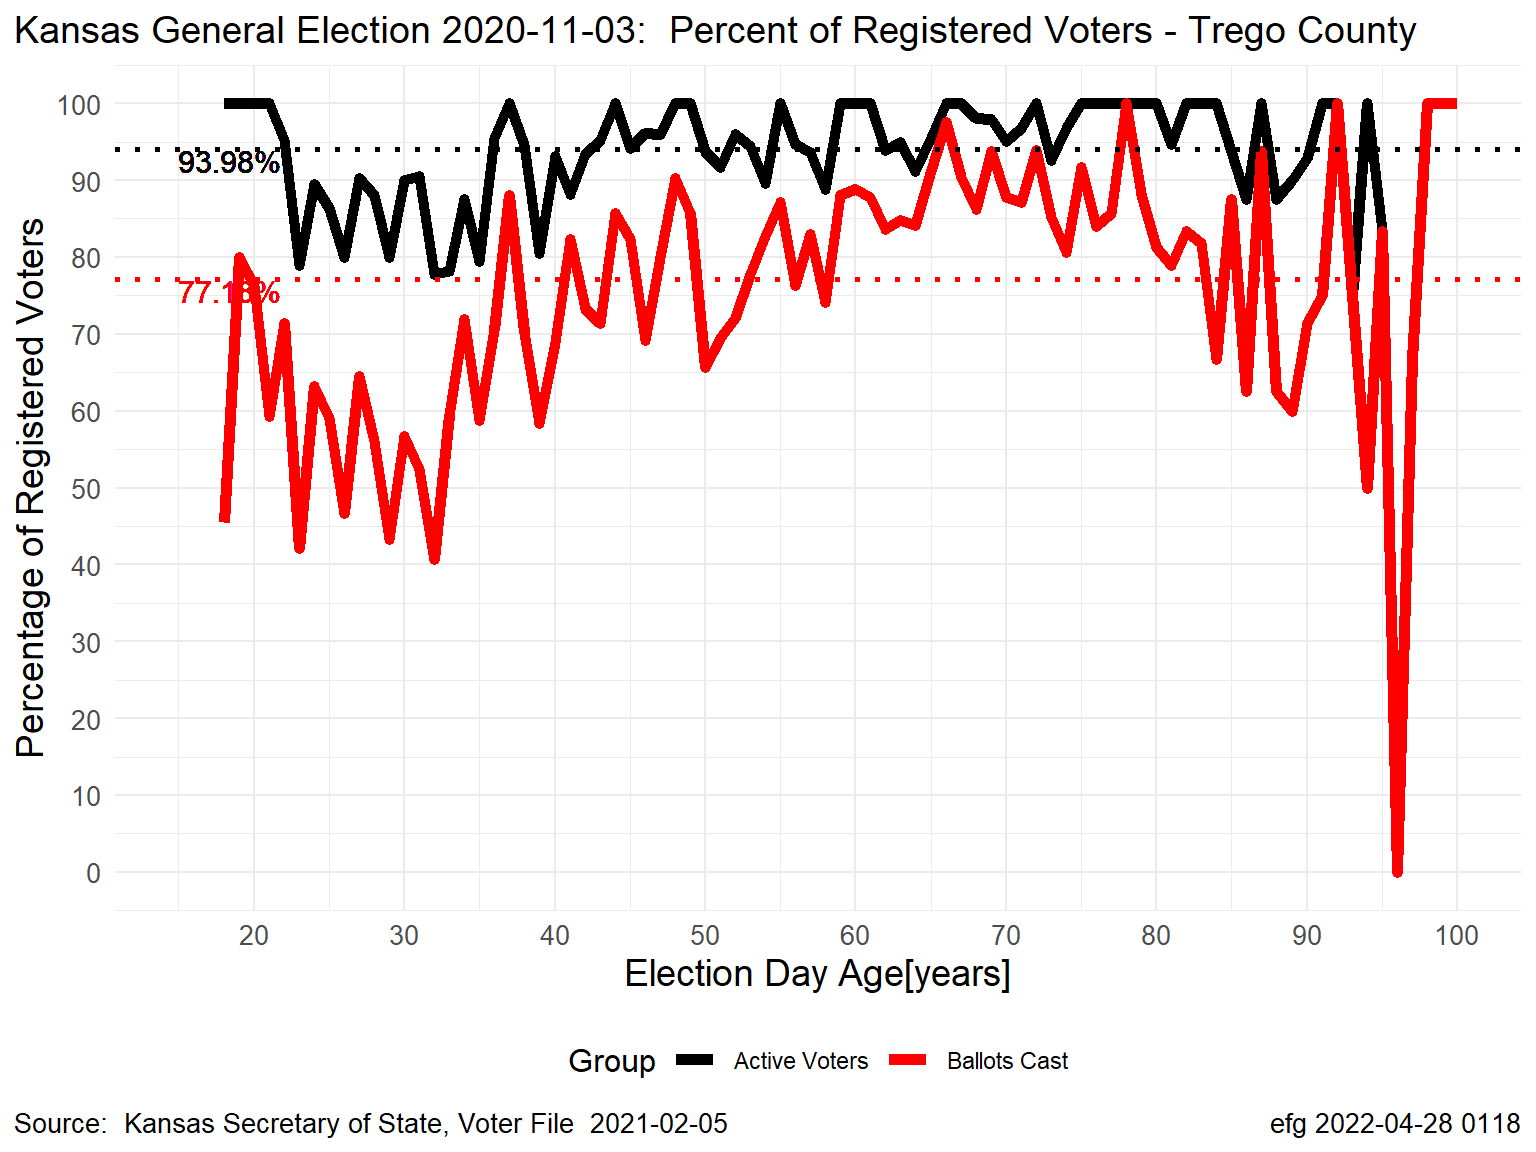 Kansas General Election 2020-11-03:  Percent of Registered Voters - Trego County
Percentage of Registered Voters
100
90
80
70
60
50
40
30
20
10
0
93.98%
20 30 40 50 60 70 80 90 100
Election Day Age[years]
Group Active Voters Ballots Cast
Source:  Kansas Secretary of State, Voter File  2021-02-05
efg 2022-04-28 0118